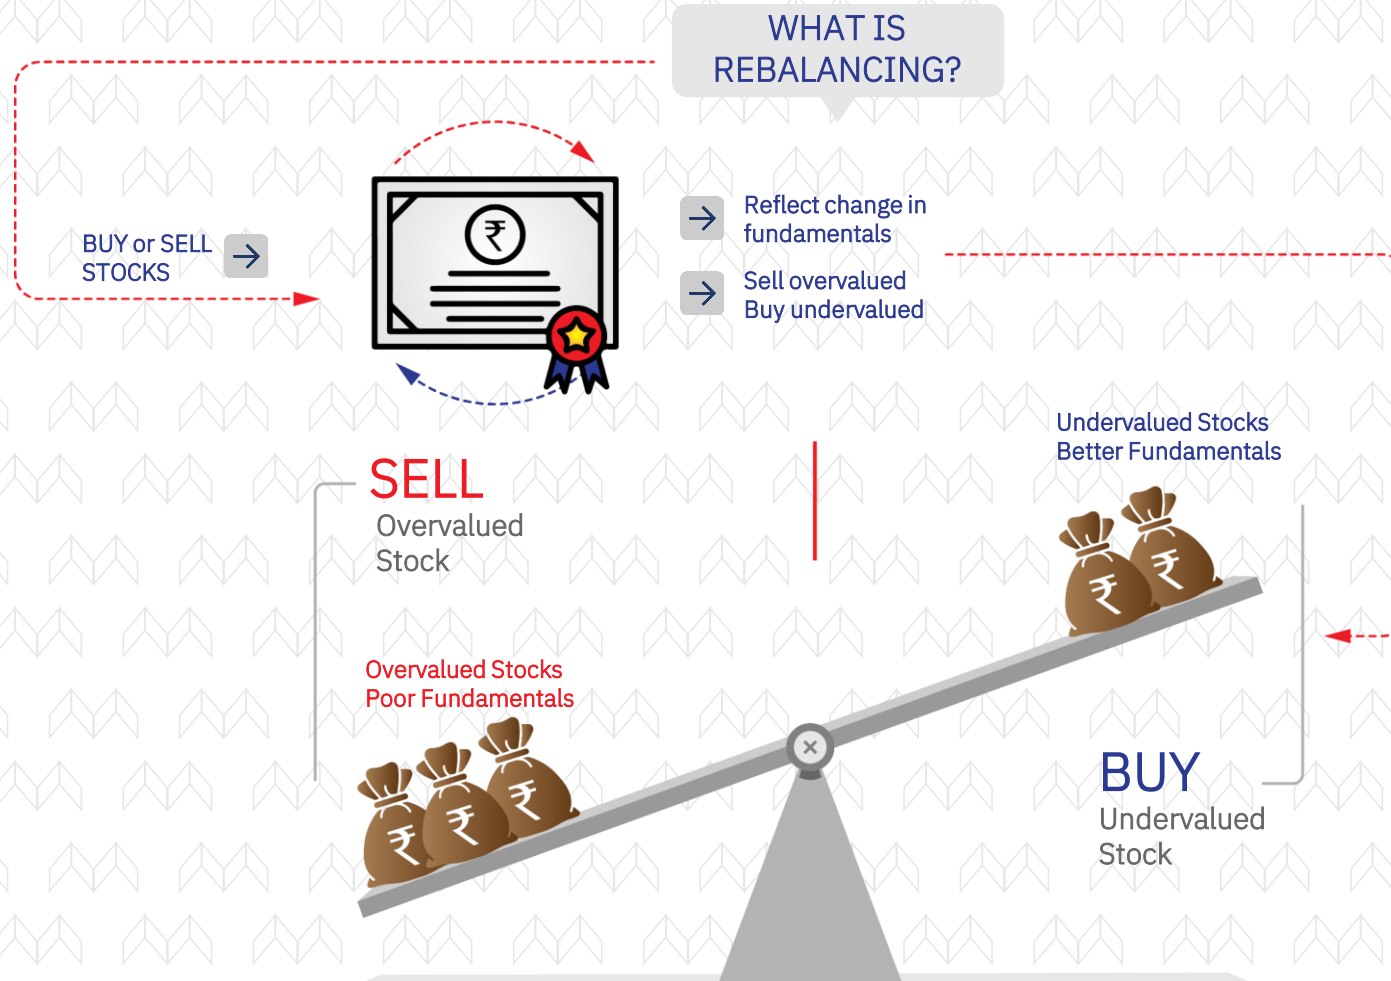 WHAT IS
REBALANCING?
BUY or SELL
STOCKS
₹
Reflect change in
fundamentals
Sell overvalued
Buy undervalued
SELL
Overvalued
Stock
Undervalued Stocks
Better Fundamentals
₹
₹
Overvalued Stocks
Poor Fundamentals
₹
₹
₹
BUY
Undervalued
Stock